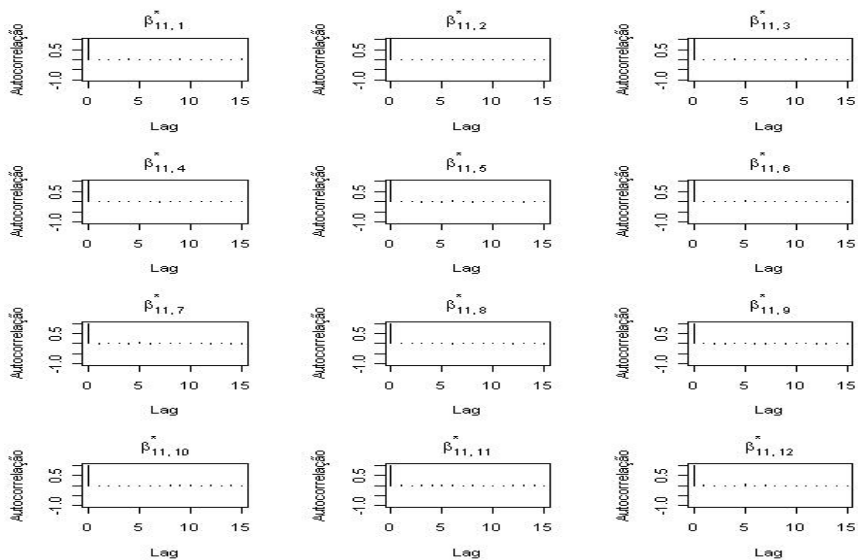 β*11,1 β*11,2 β*11,3
Autocorrelação Autocorrelação Autocorrelação
0.5 0.5 0.5
-1.0 -1.0 -1.0
0 5 10 15 0 5 10 15 0 5 10 15
Lag Lag Lag
β*11,4 β*11,5 β*11,6
Autocorrelação Autocorrelação Autocorrelação
0.5 0.5 0.5
-1.0 -1.0 -1.0
0 5 10 15 0 5 10 15 0 5 10 15
Lag Lag Lag
β*11,7 β*11,8 β*11,9
Autocorrelação Autocorrelação Autocorrelação
0.5 0.5 0.5
-1.0 -1.0 -1.0
0 5 10 15 0 5 10 15 0 5 10 15
Lag Lag Lag
β*11,10 β*11,11 β*11,12
Autocorrelação Autocorrelação Autocorrelação
0.5 0.5 0.5
-1.0 -1.0 -1.0
0 5 10 15 0 5 10 15 0 5 10 15
Lag Lag Lag